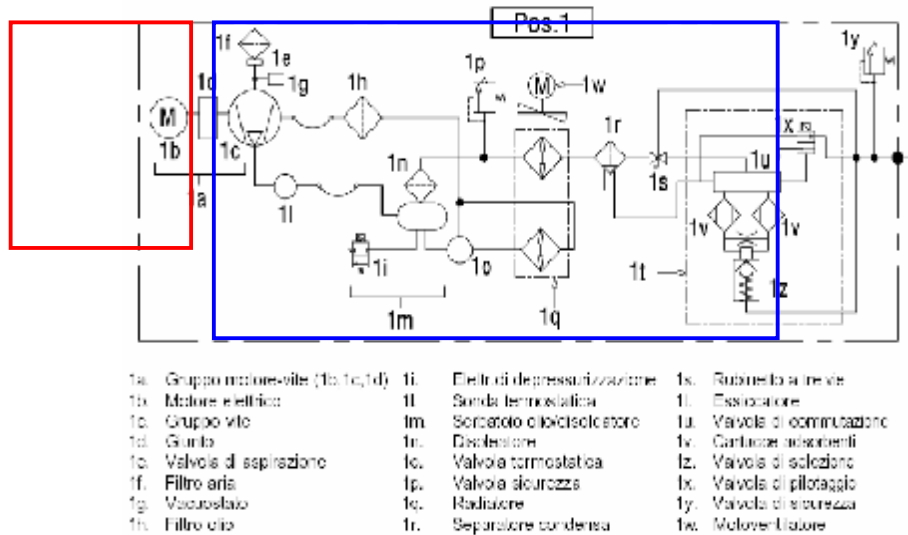 Pos.1
1f
1e
1g
1h
1p
M
1w
1y
1d
M
1b
1c
1a
1n
1r
1s
1u
1x
1l
1v
1v
1i
1o
1t
1z
1m
1q
1a. Gruppo motore-vite (1b,1c,1d)
1b. Motore elettrico
1c. Gruppo vite
1d. Giunto
1e. Valvola di aspirazione
1f. Filtro aria
1g. Vacuostato
1h. Filtro olio
1i. Elettr.di depressurizzazione
1l. Sonda termostatica
1m. Serbatoio olio/disoleatore
1n. Disoleatore
1o. Valvola termostatica
1p. Valvola sicurezza
1q. Radiatore
1r. Separatore condensa
1s. Rubinetto a tre vie
1t. Essiccatore
1u. Valvola di commutazione
1v. Cartucce adsorbenti
1z. Valvola di selezione
1x. Valvola di pilotaggio
1y. Valvola di sicurezza
1w. Motoventilatore